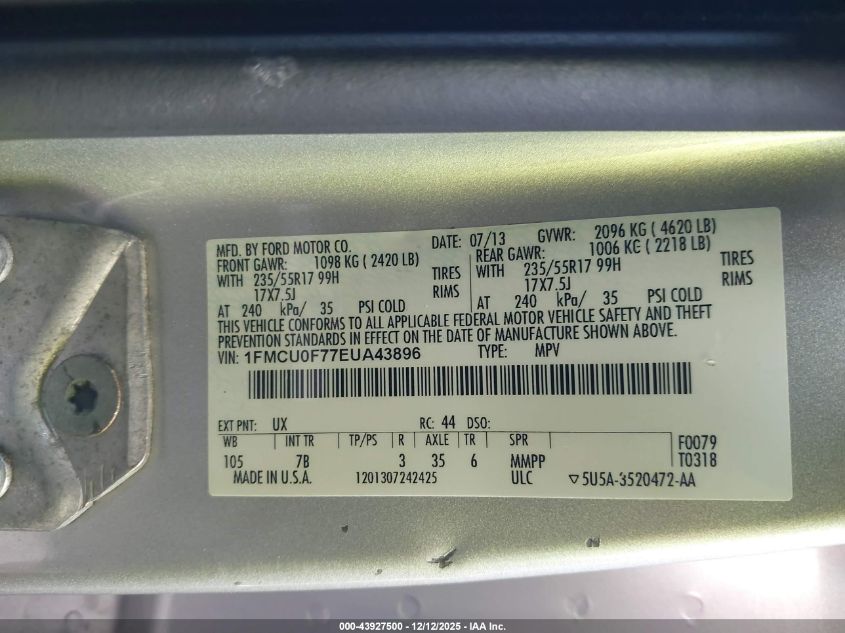 MFD. BY FORD MOTOR CO. DATE: 07/13 GVWR: 2096 KG ( 4620 LB)
FRONT GAWR: 1098 KG ( 2420 LB) REAR GAWR: 1006 KG ( 2218 LB)
WITH 235/55R17 99H TIRES WITH 235/55R17 99H TIRES
17X7.5J RIMS 17X7.5J RIMS
AT 240 kPa/ 35 PSI COLD AT 240 kPa/ 35 PSI COLD
THIS VEHICLE CONFORMS TO ALL APPLICABLE FEDERAL MOTOR VEHICLE SAFETY AND THEFT
PREVENTION STANDARDS IN EFFECT ON THE DATE OF MANUFACTURE SHOWN ABOVE.
VIN: 1FMCU0F77EUA43896 TYPE: MPV
EXT PNT: UX RC: 44 DSO:
WB INT TR TP/PS R AXLE TR SPR F0079
105 7B 3 35 6 MMPP T0318
MADE IN U.S.A. 1201307242425 ULC ▽5U5A-3520472-AA
000-43927500 - 12/12/2025 - IAA Inc.